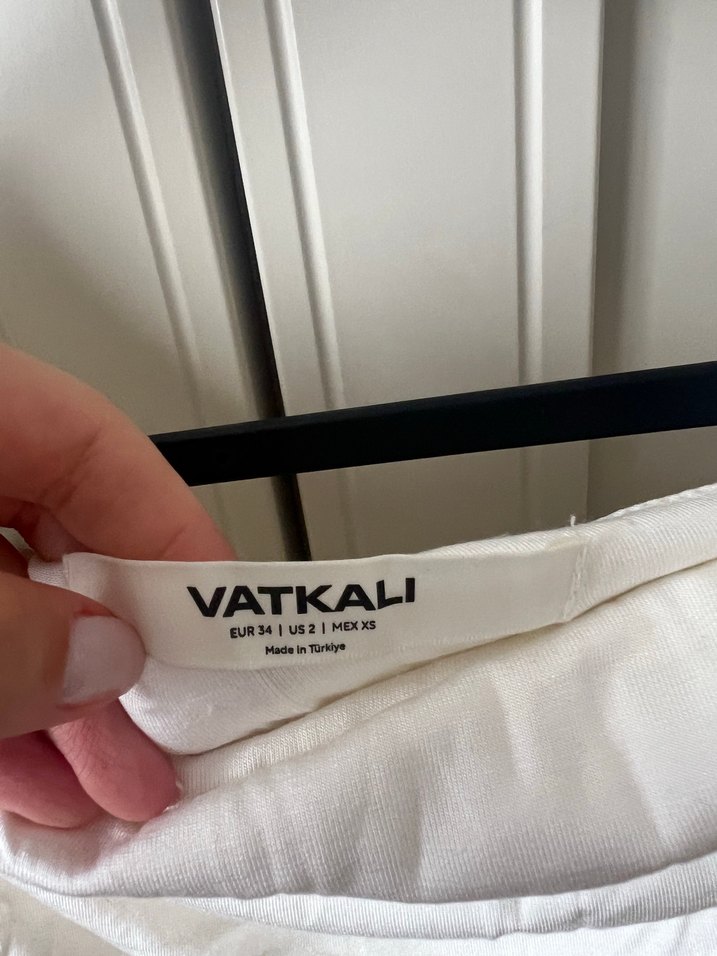 VATKALI
EUR 34 | US 2 | MEX XS
Made in Türkiye